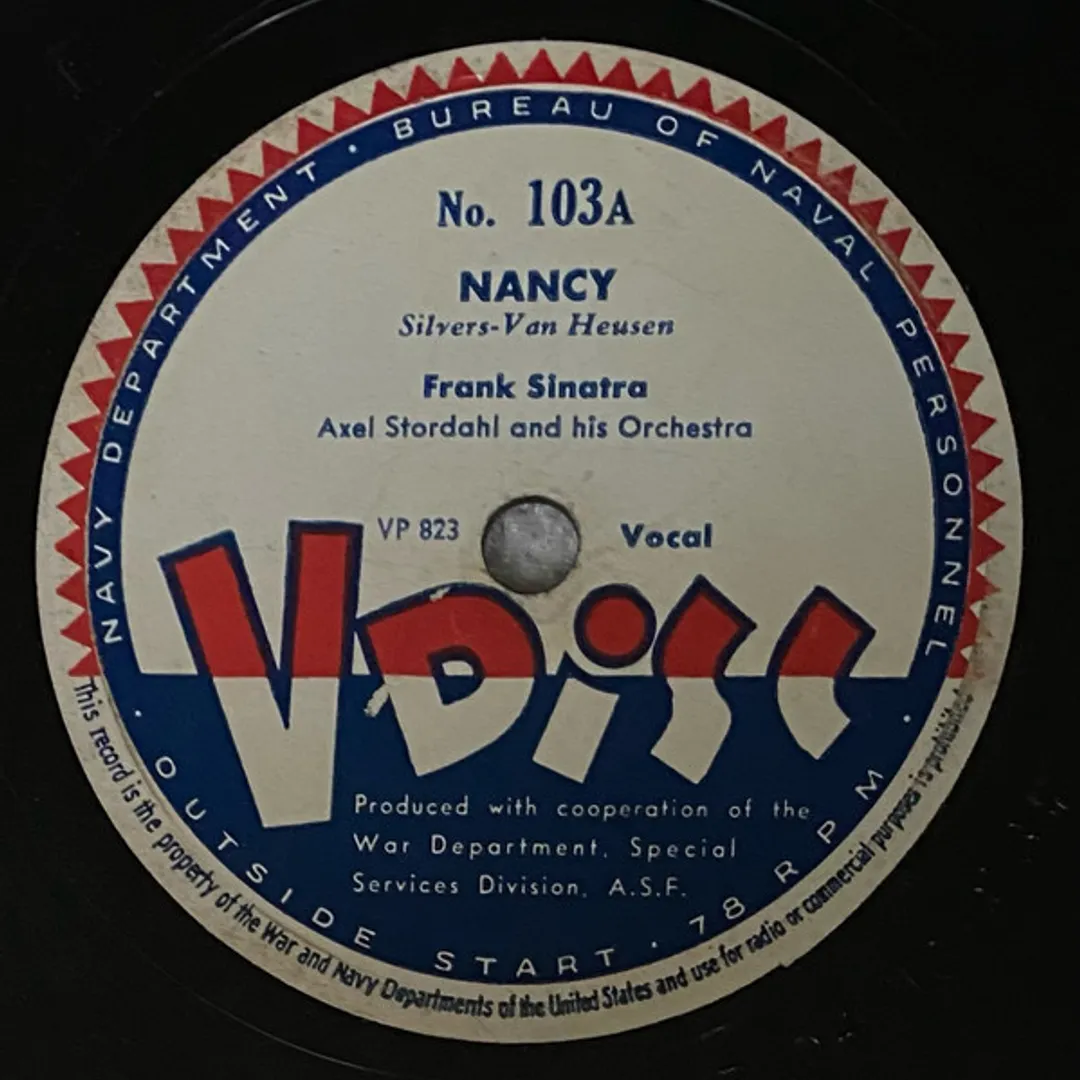 NAVY DEPARTMENT · BUREAU OF NAVAL PERSONNEL
No. 103A
NANCY
Silvers-Van Heusen
Frank Sinatra
Axel Stordahl and his Orchestra
VP 823
Vocal
V DiSC
Produced with cooperation of the
War Department, Special
Services Division, A.S.F.
· OUTSIDE START · 78 RPM ·
This record is the property of the War and Navy Departments of the United States and use for radio or commercial purposes is prohibited